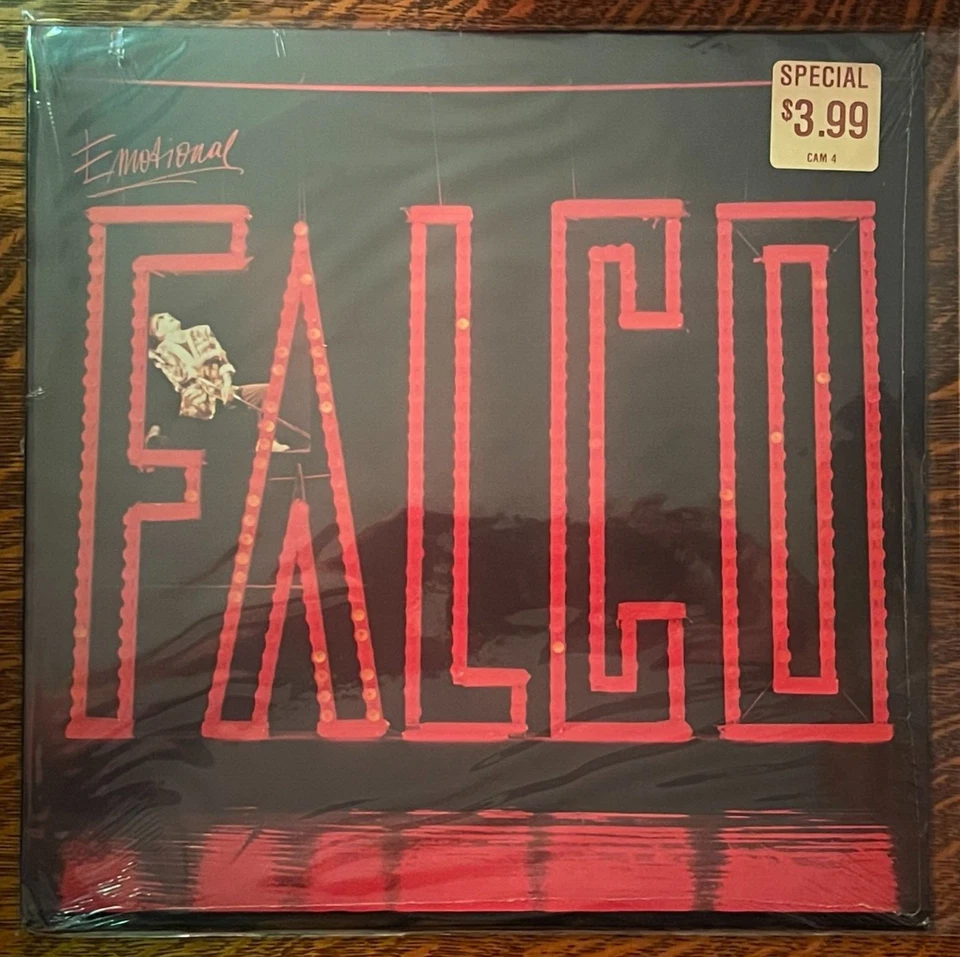 SPECIAL
$3.99
CAM 4
Emotional
FALCO